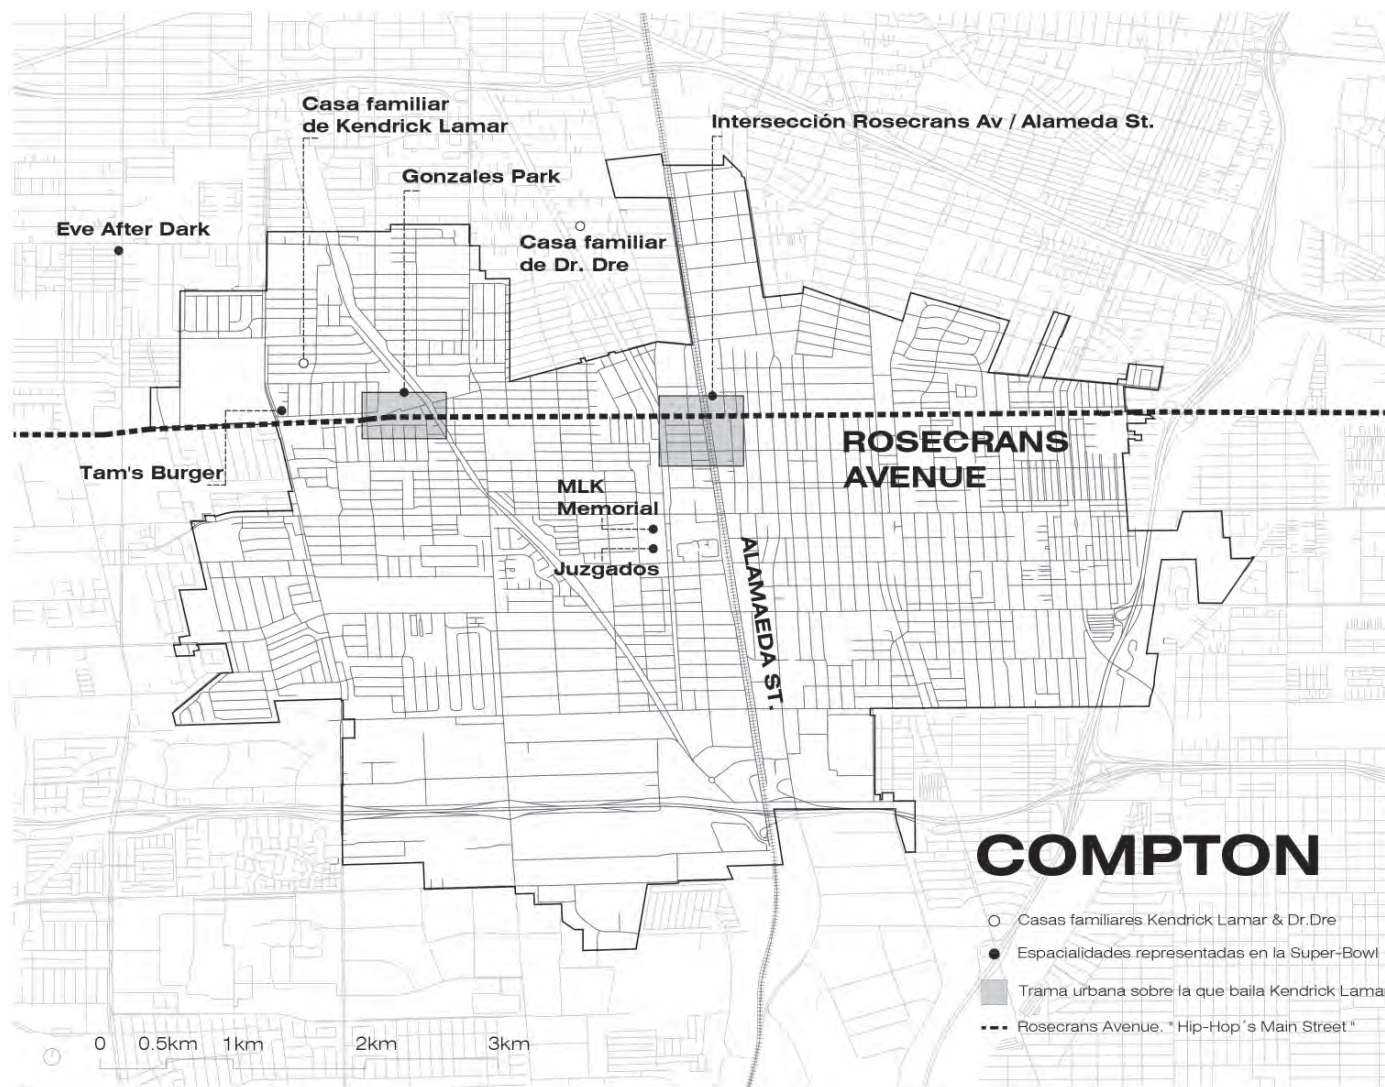 Casa familiar
de Kendrick Lamar
Intersección Rosecrans Av / Alameda St.
Gonzales Park
Eve After Dark
Casa familiar
de Dr. Dre
ROSECRANS
AVENUE
Tam's Burger
MLK
Memorial
Juzgados
ALAMAEDA ST.
COMPTON
Casas familiares Kendrick Lamar & Dr.Dre
Espacialidades representadas en la Super-Bowl
Trama urbana sobre la que baila Kendrick Lamar
Rosecrans Avenue. " Hip-Hop´s Main Street "
0 0.5km 1km 2km 3km